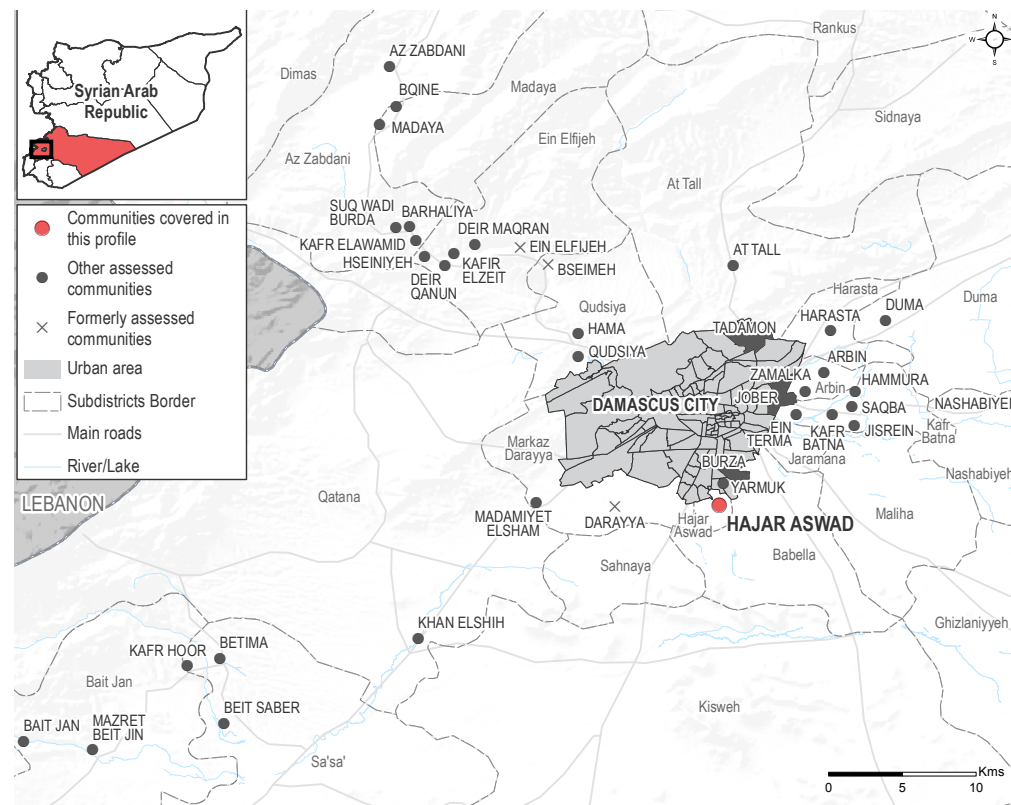 Syrian Arab
Republic
Communities covered in
this profile
Other assessed
communities
Formerly assessed
communities
Urban area
Subdistricts Border
Main roads
River/Lake
LEBANON
N
W
E
S
Rankus
AZ ZABDANI
Dimas
BQINE
Madaya
MADAYA
Sidnaya
Ein Elfijeh
Az Zabdani
At Tall
SUQ WADI
BURDA
BARHALIYA
DEIR MAQRAN
KAFR ELAWAMID
EIN ELFIJEH
HSEINIYEH
KAFIR
ELZEIT
BSEIMEH
DEIR
QANUN
AT TALL
Harasta
Duma
DUMA
Qudsiya
HARASTA
HAMA
TADAMON
QUDSIYA
ARBIN
ZAMALKA
HAMMURA
Arbin
JOBER
DAMASCUS CITY
SAQBA
NASHABIYEH
EIN
TERMA
KAFR
BATNA
JISREIN
Kafr
Batna
Markaz
Darayya
Jaramana
BURZA
Nashabiyeh
YARMUK
Qatana
MADAMIYET
ELSHAM
DARAYYA
Hajar
Aswad
HAJAR ASWAD
Maliha
Babella
Sahnaya
Ghizlaniyyeh
KHAN ELSHIH
BETIMA
KAFR HOOR
Bait Jan
BEIT SABER
Kisweh
BAIT JAN
MAZRET
BEIT JIN
Sa'sa'
Kms
0 5 10